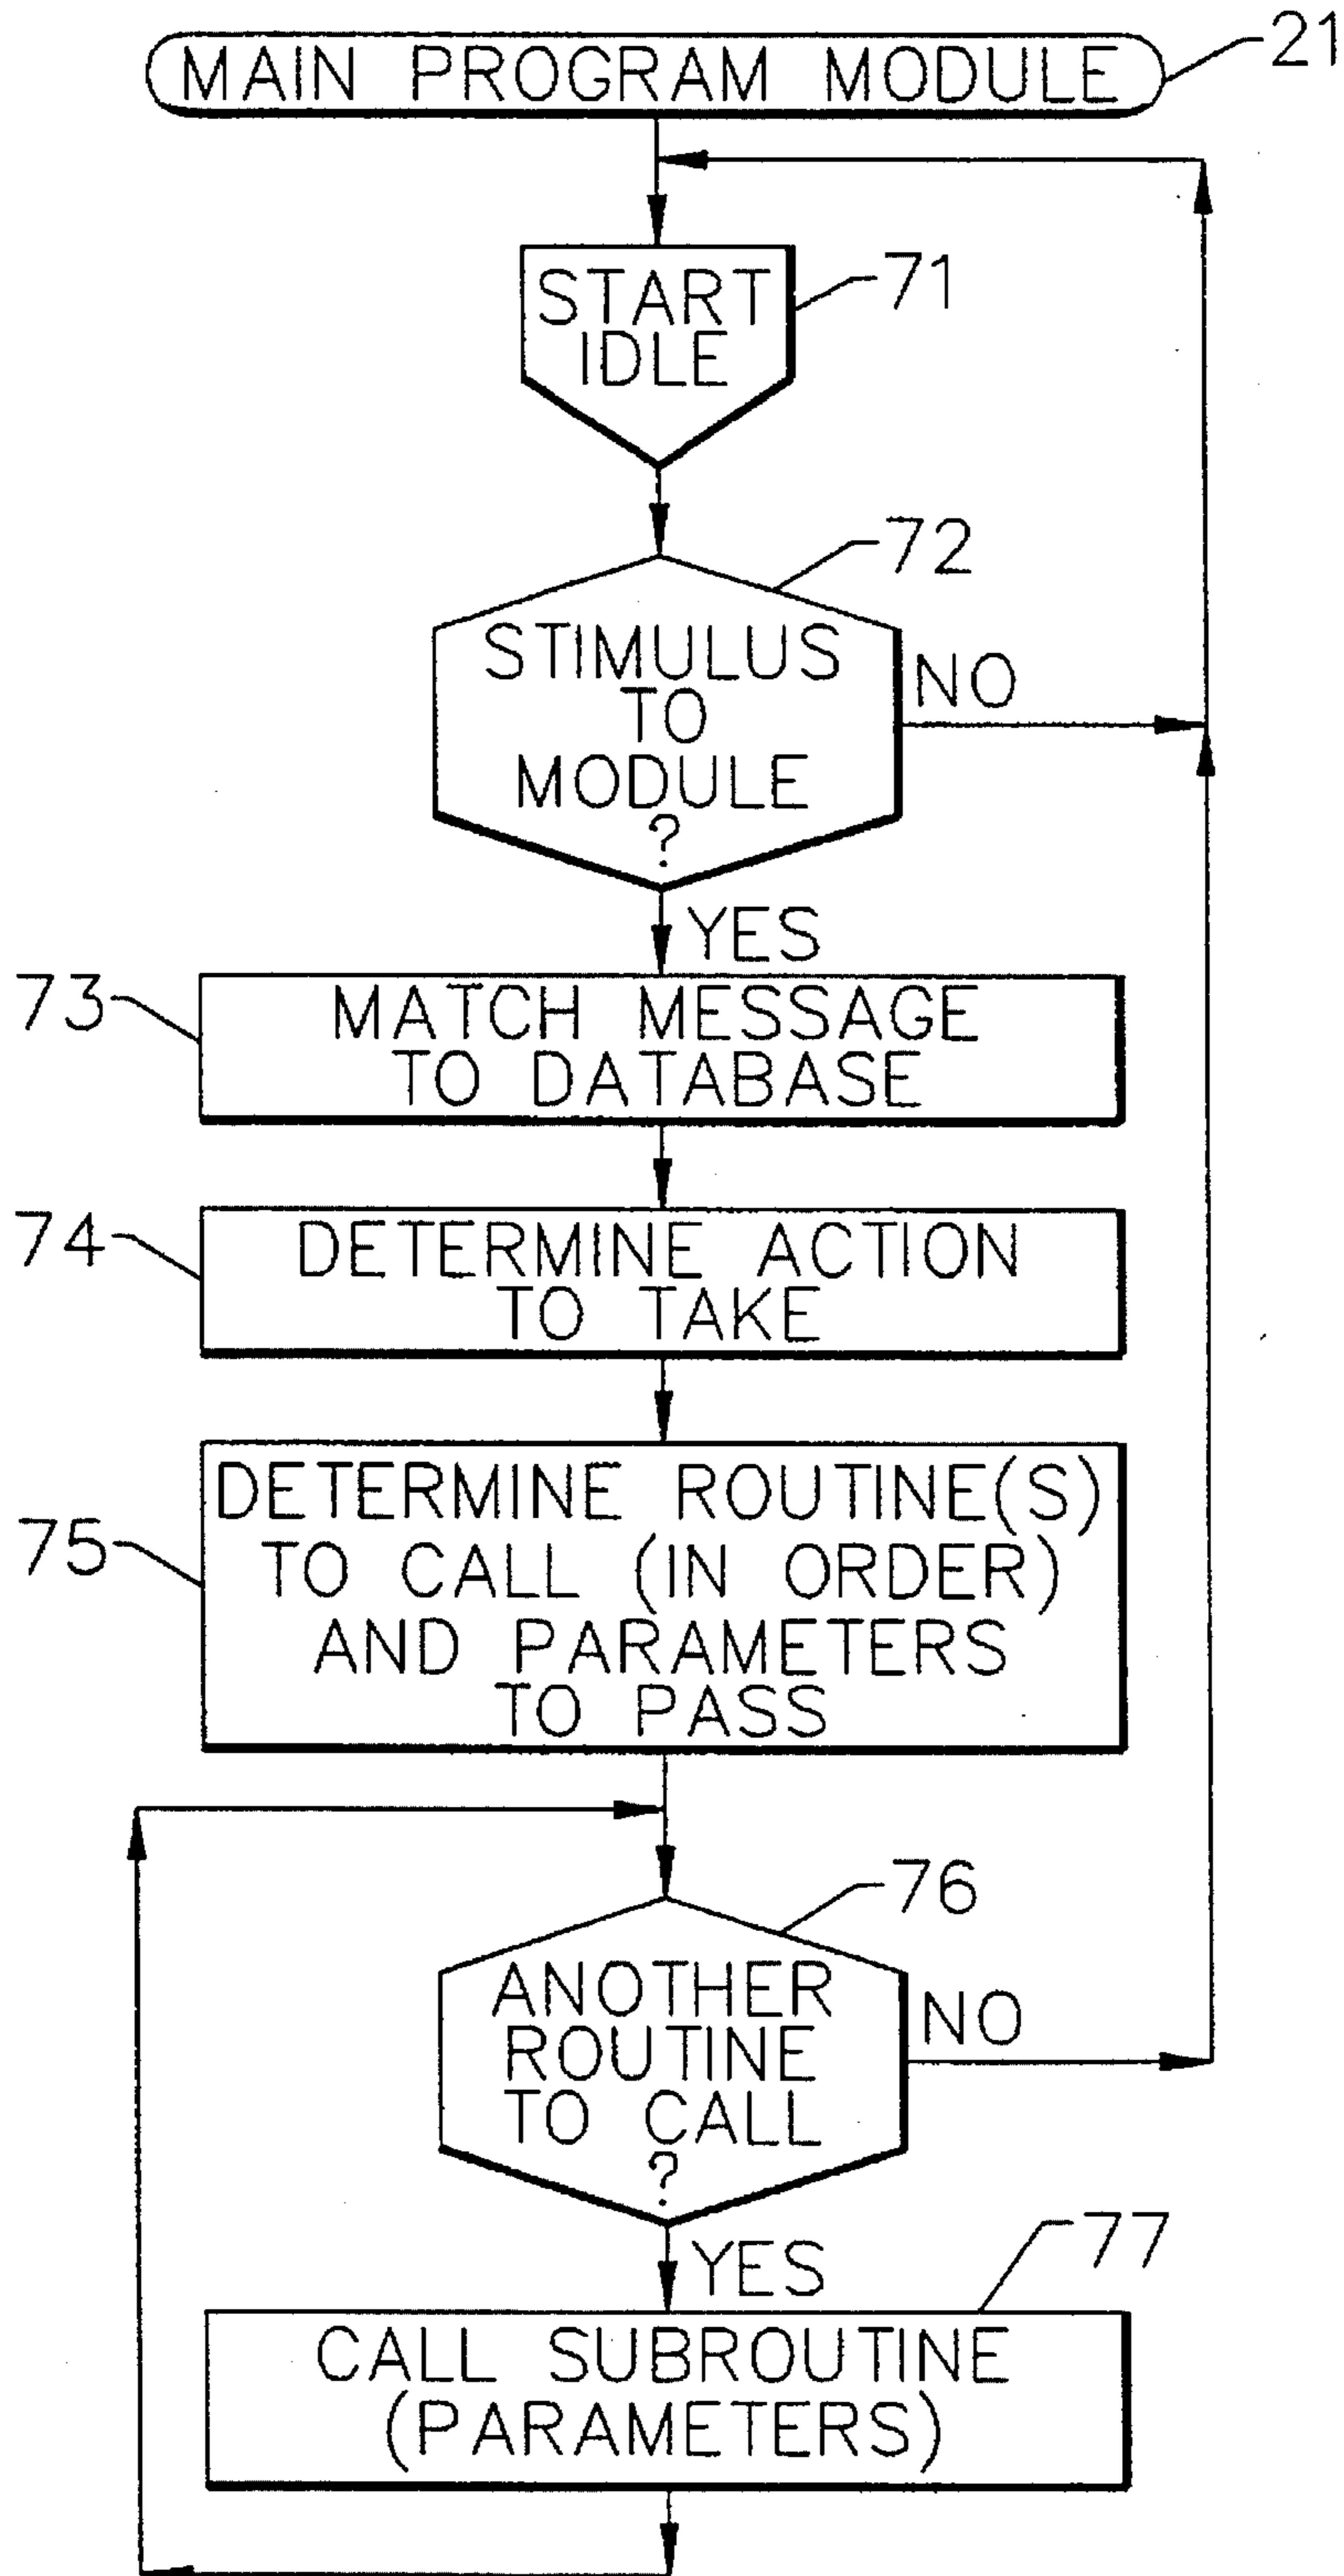 MAIN PROGRAM MODULE
21
START
IDLE
71
STIMULUS
TO
MODULE
?
72
NO
YES
73
MATCH MESSAGE
TO DATABASE
74
DETERMINE ACTION
TO TAKE
75
DETERMINE ROUTINE(S)
TO CALL (IN ORDER)
AND PARAMETERS
TO PASS
76
ANOTHER
ROUTINE
TO CALL
?
NO
YES
77
CALL SUBROUTINE
(PARAMETERS)